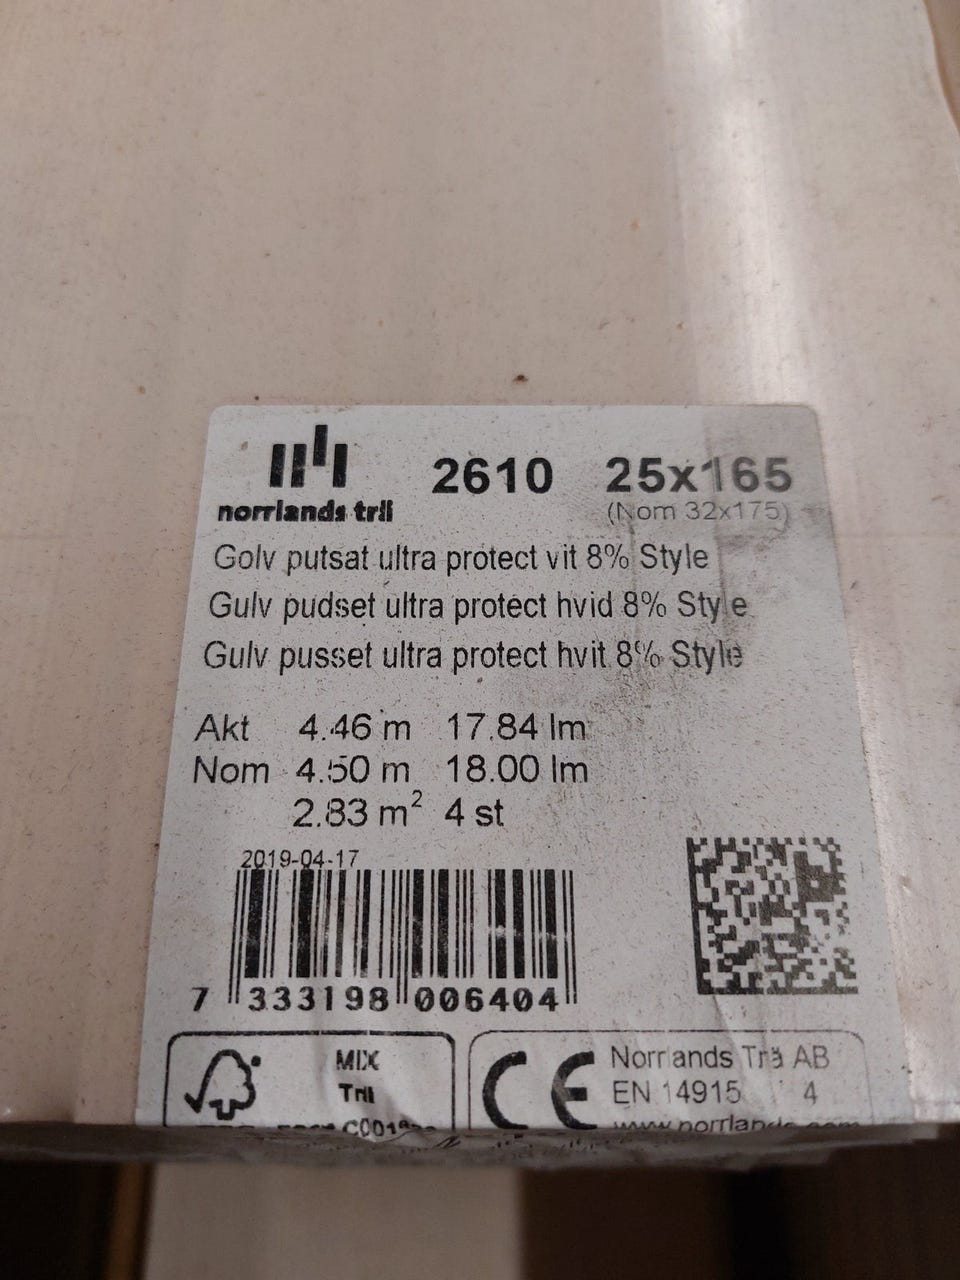 norrlands trä 2610 25x165
(Nom 32x175)
Golv putsat ultra protect vit 8% Style
Gulv pudset ultra protect hvid 8% Style
Gulv pusset ultra protect hvit 8% Style
Akt 4.46 m 17.84 lm
Nom 4.50 m 18.00 lm
2.83 m² 4 st
2019-04-17
7 333198 006404
MIX
Trä
CE Norrlands Trä AB
EN 14915 4